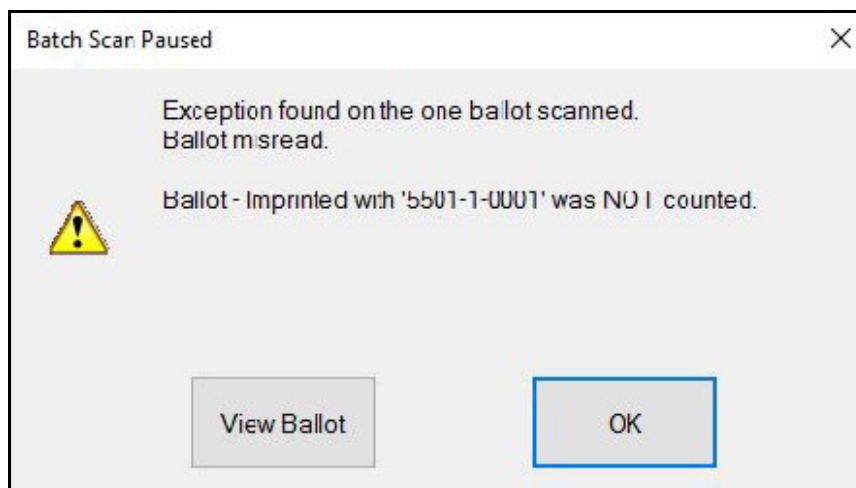 Batch Scan Paused
Exception found on the one ballot scanned.
Ballot misread.
Ballot - Imprinted with '5501-1-0001' was NOT counted.
View Ballot
OK